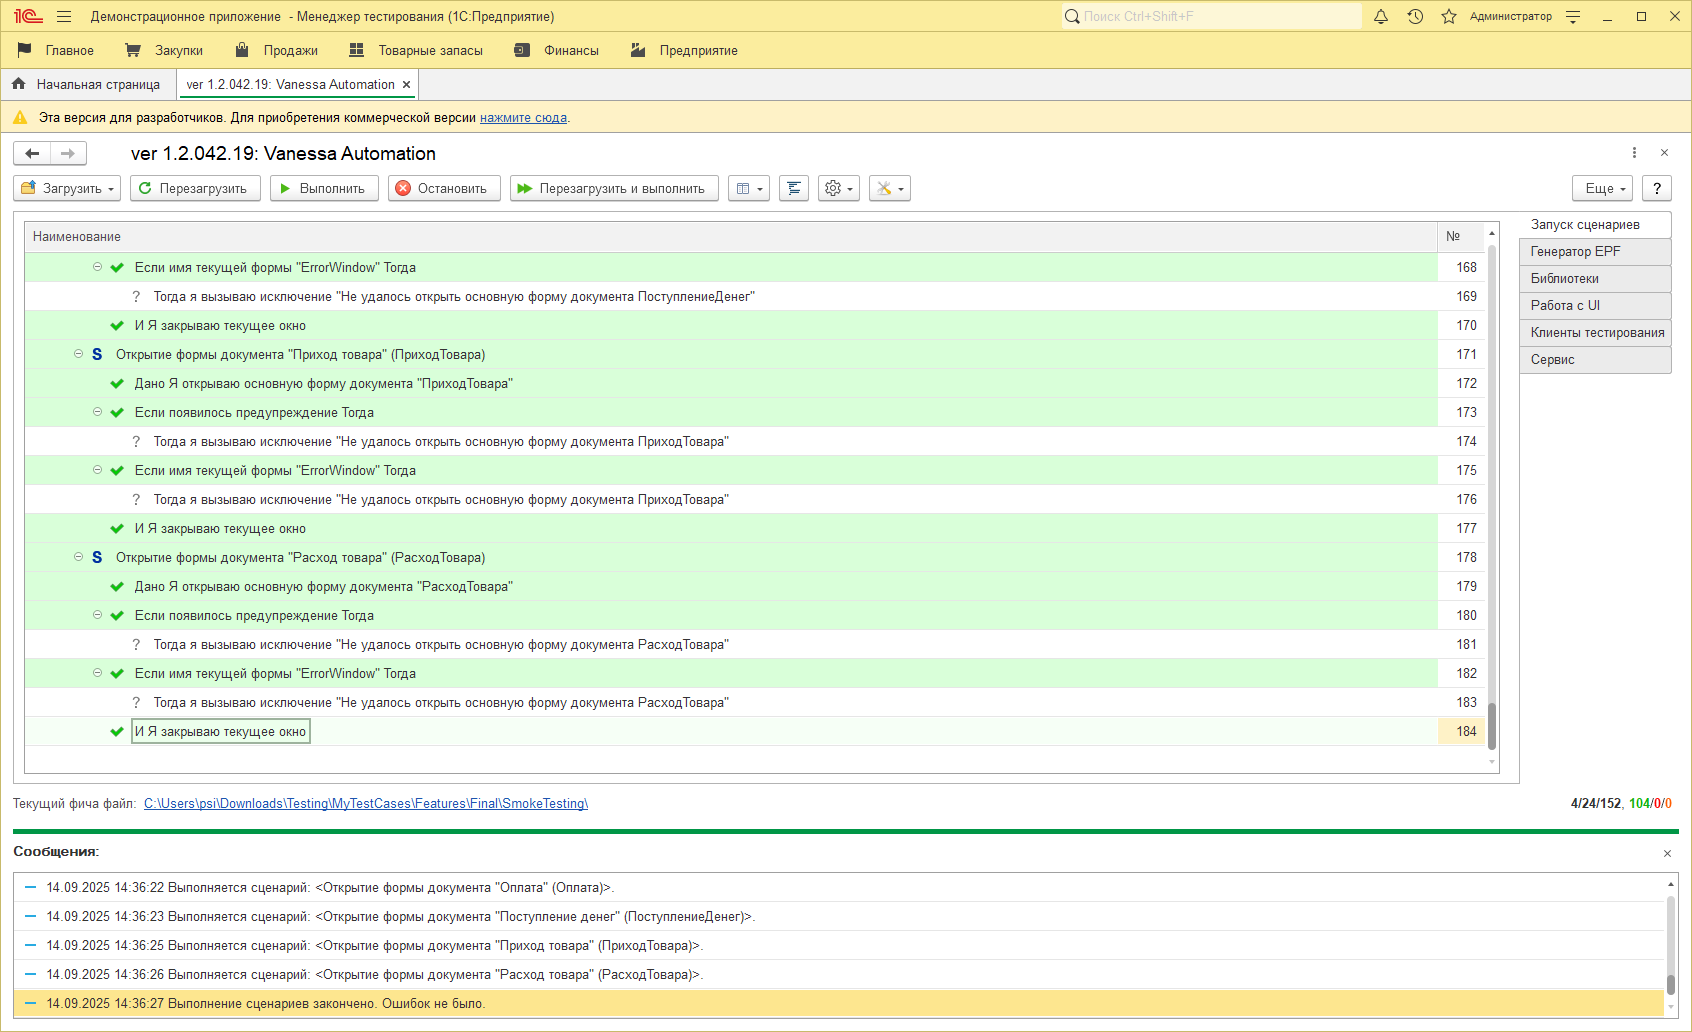 1С Демонстрационное приложение - Менеджер тестирования (1С:Предприятие) Поиск Ctrl+Shift+F Администратор
Главное Закупки Продажи Товарные запасы Финансы Предприятие
Начальная страница ver 1.2.042.19: Vanessa Automation ×
Эта версия для разработчиков. Для приобретения коммерческой версии нажмите сюда.
ver 1.2.042.19: Vanessa Automation
Загрузить Перезагрузить Выполнить Остановить Перезагрузить и выполнить Еще ?
Запуск сценариев
Генератор EPF
Библиотеки
Работа с UI
Клиенты тестирования
Сервис
Наименование №
Если имя текущей формы "ErrorWindow" Тогда 168
? Тогда я вызываю исключение "Не удалось открыть основную форму документа ПоступлениеДенег" 169
И Я закрываю текущее окно 170
S Открытие формы документа "Приход товара" (ПриходТовара) 171
Дано Я открываю основную форму документа "ПриходТовара" 172
Если появилось предупреждение Тогда 173
? Тогда я вызываю исключение "Не удалось открыть основную форму документа ПриходТовара" 174
Если имя текущей формы "ErrorWindow" Тогда 175
? Тогда я вызываю исключение "Не удалось открыть основную форму документа ПриходТовара" 176
И Я закрываю текущее окно 177
S Открытие формы документа "Расход товара" (РасходТовара) 178
Дано Я открываю основную форму документа "РасходТовара" 179
Если появилось предупреждение Тогда 180
? Тогда я вызываю исключение "Не удалось открыть основную форму документа РасходТовара" 181
Если имя текущей формы "ErrorWindow" Тогда 182
? Тогда я вызываю исключение "Не удалось открыть основную форму документа РасходТовара" 183
И Я закрываю текущее окно 184
Текущий фича файл: C:\Users\psi\Downloads\Testing\MyTestCases\Features\Final\SmokeTesting\ 4/24/152, 104/0/0
Сообщения:
14.09.2025 14:36:22 Выполняется сценарий: <Открытие формы документа "Оплата" (Оплата)>.
14.09.2025 14:36:23 Выполняется сценарий: <Открытие формы документа "Поступление денег" (ПоступлениеДенег)>.
14.09.2025 14:36:25 Выполняется сценарий: <Открытие формы документа "Приход товара" (ПриходТовара)>.
14.09.2025 14:36:26 Выполняется сценарий: <Открытие формы документа "Расход товара" (РасходТовара)>.
14.09.2025 14:36:27 Выполнение сценариев закончено. Ошибок не было.